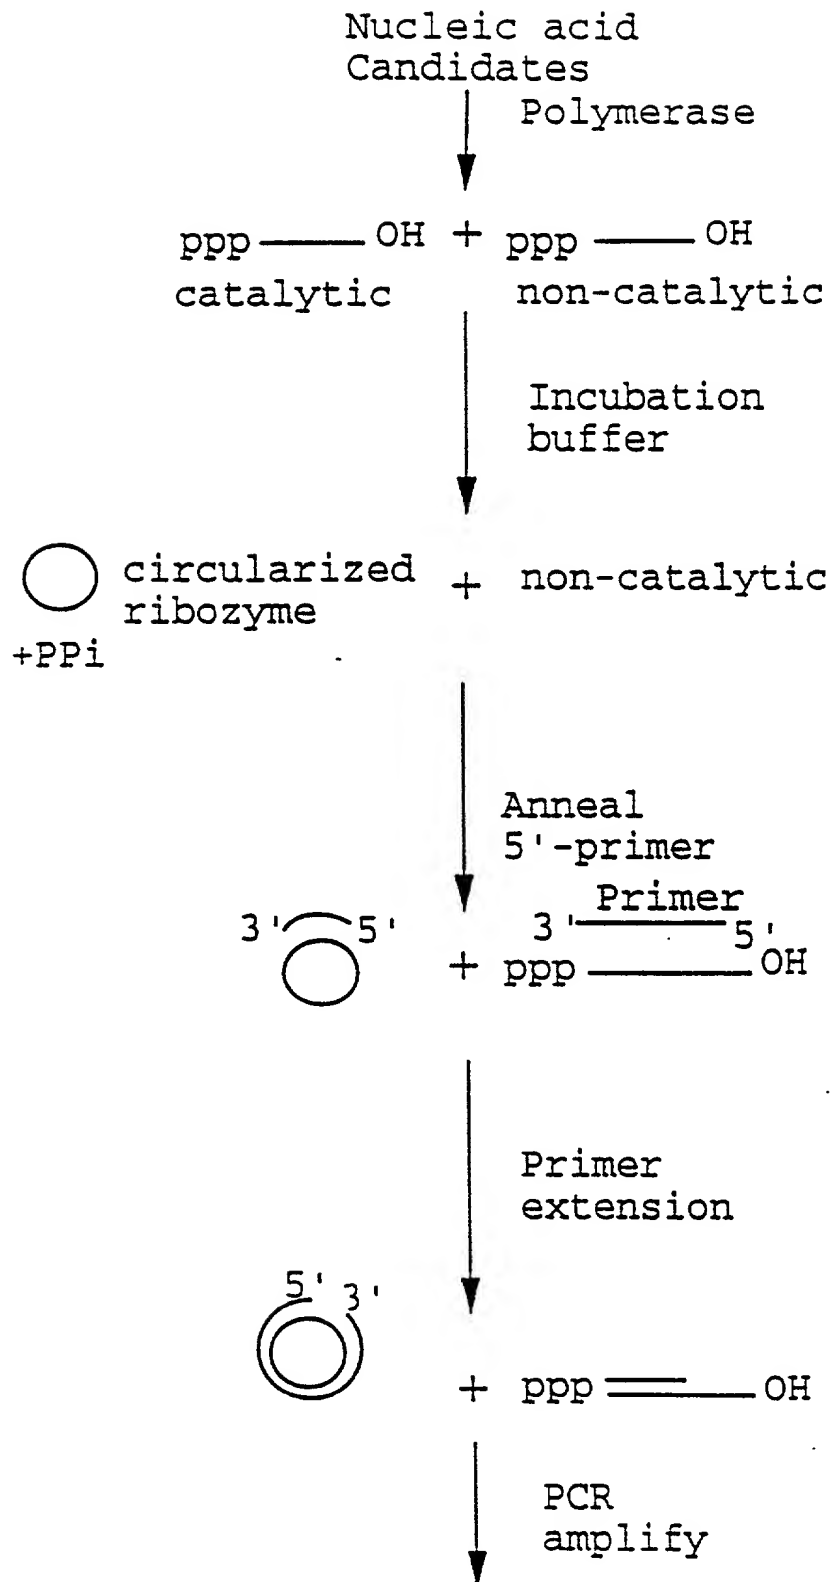 Nucleic acid
Candidates
Polymerase
ppp OH + ppp OH
catalytic non-catalytic
Incubation
buffer
circularized
ribozyme
+ non-catalytic
+PPi
Anneal
5'-primer
Primer
3' 5' 3' 5'
+ ppp OH
Primer
extension
5' 3'
+ ppp OH
PCR
amplify